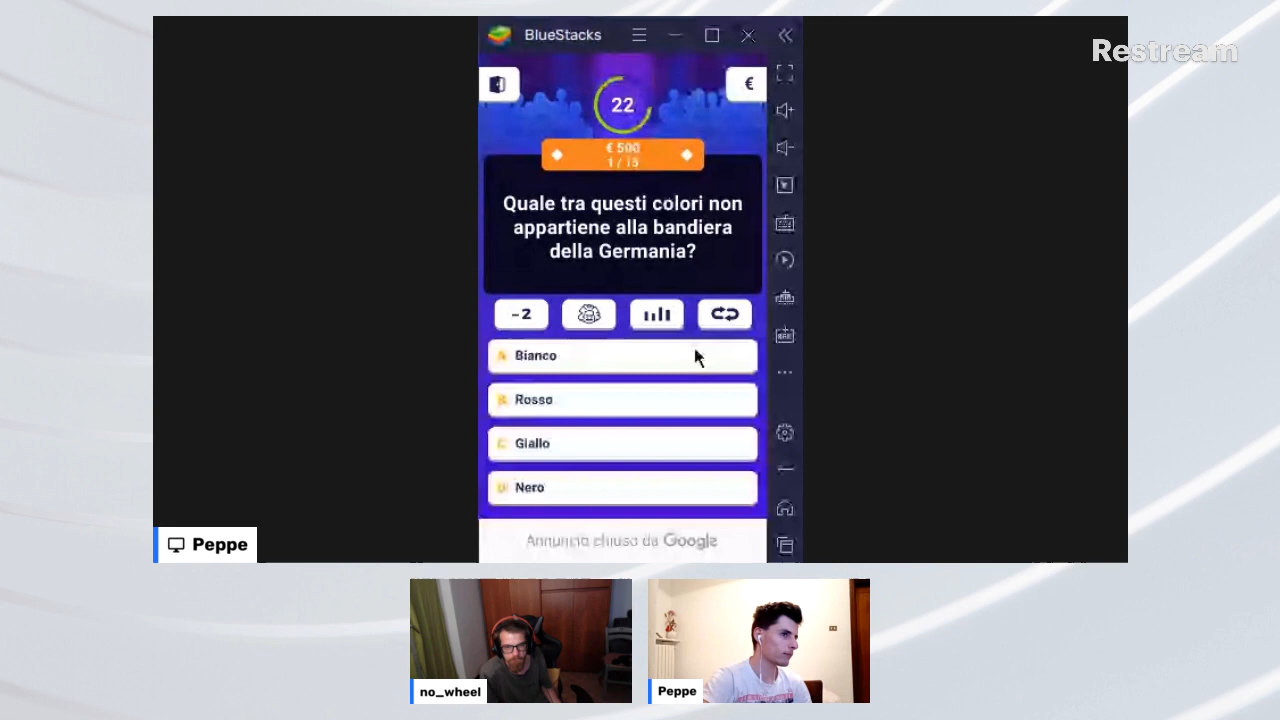 BlueStacks
Restream
€
22
€ 500
1 / 15
Quale tra questi colori non
appartiene alla bandiera
della Germania?
-2
A Bianco
B Rosso
C Giallo
D Nero
Annuncio chiuso da Google
Peppe
no_wheel
Peppe